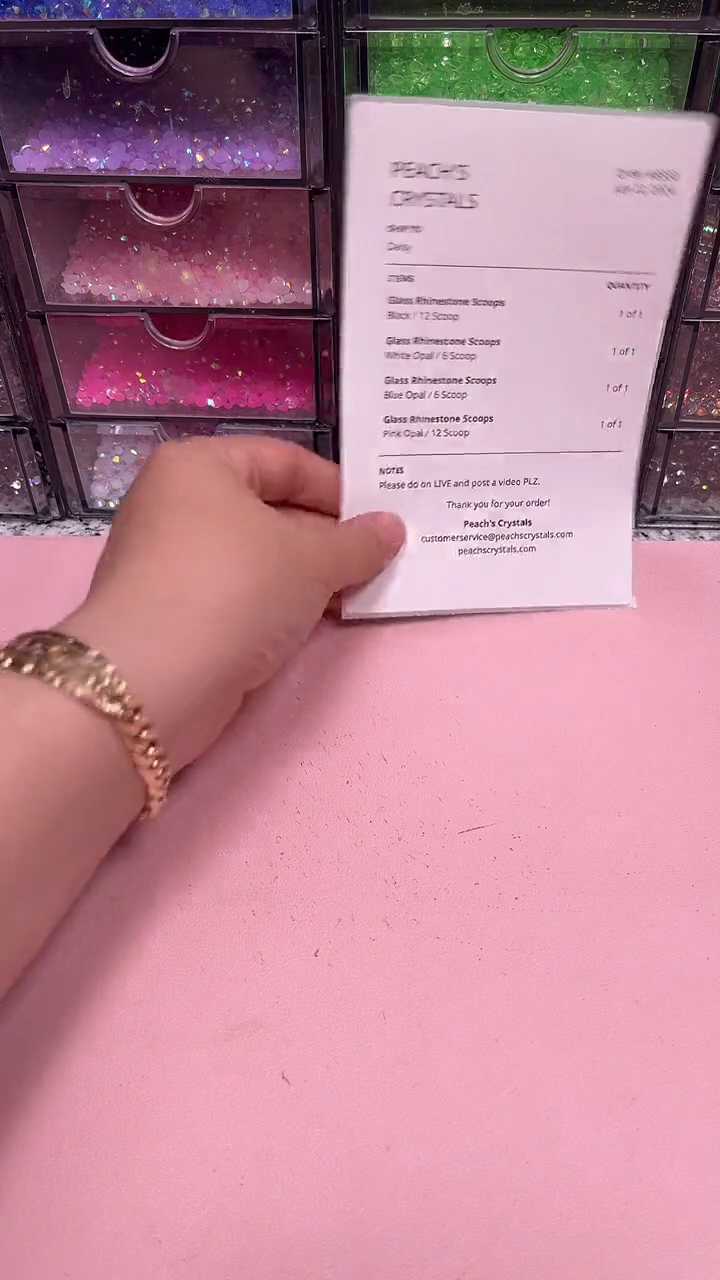 PEACH'S
CRYSTALS
SHIP TO
ITEMS
QUANTITY
Glass Rhinestone Scoops
Black / 12 Scoop
1 of 1
Glass Rhinestone Scoops
White Opal / 6 Scoop
1 of 1
Glass Rhinestone Scoops
Blue Opal / 6 Scoop
1 of 1
Glass Rhinestone Scoops
Pink Opal / 12 Scoop
1 of 1
NOTES
Please do on LIVE and post a video PLZ.
Thank you for your order!
Peach's Crystals
customerservice@peachscrystals.com
peachscrystals.com